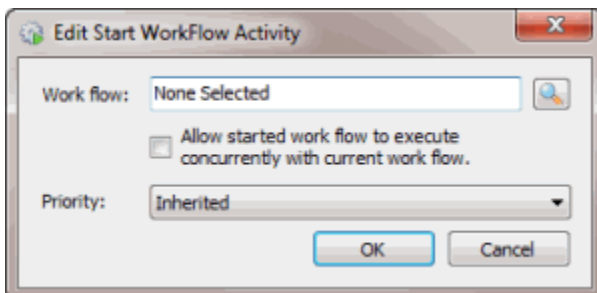 Edit Start WorkFlow Activity
Work flow: None Selected
Allow started work flow to execute
concurrently with current work flow.
Priority: Inherited
OK Cancel